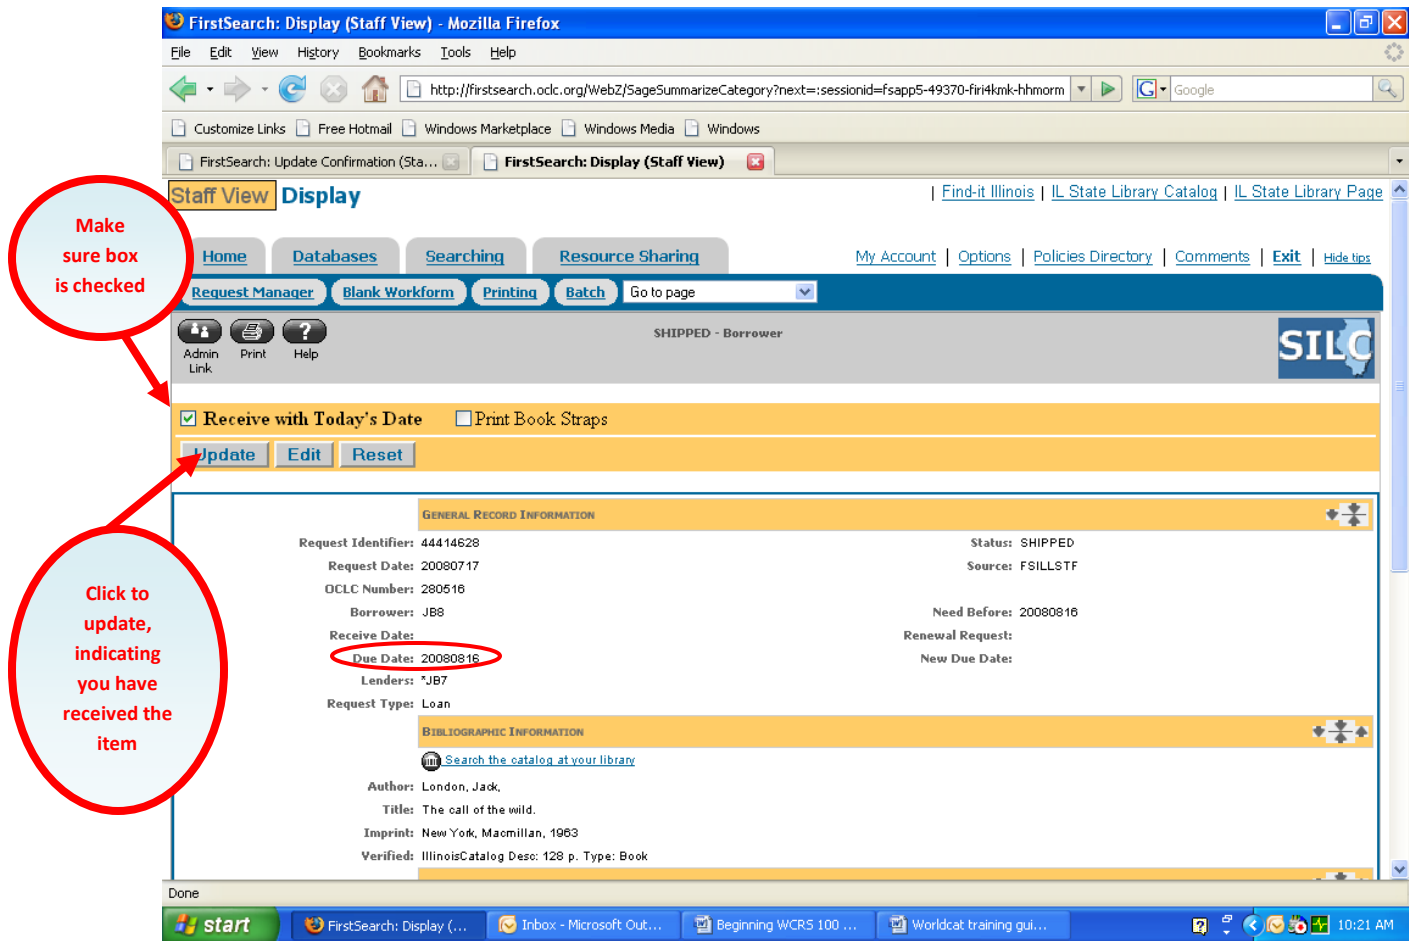 FirstSearch: Display (Staff View) - Mozilla Firefox
File Edit View History Bookmarks Tools Help
http://firstsearch.oclc.org/WebZ/SageSummarizeCategory?next=:sessionid=fsapp5-49370-firi4kmk-hhmorm
G Google
Customize Links Free Hotmail Windows Marketplace Windows Media Windows
FirstSearch: Update Confirmation (Sta... FirstSearch: Display (Staff View)
Staff View Display
| Find-it Illinois | IL State Library Catalog | IL State Library Page
Make
sure box
is checked
Home Databases Searching Resource Sharing
My Account | Options | Policies Directory | Comments | Exit | Hide tips
Request Manager Blank Workform Printing Batch Go to page
Admin Link Print ? Help
SHIPPED - Borrower
SILC
Receive with Today's Date Print Book Straps
Update Edit Reset
GENERAL RECORD INFORMATION
Request Identifier: 44414628 Status: SHIPPED
Request Date: 20080717 Source: FSILLSTF
OCLC Number: 280516
Borrower: JB8 Need Before: 20080816
Receive Date: Renewal Request:
Due Date: 20080816 New Due Date:
Lenders: *JB7
Request Type: Loan
Click to
update,
indicating
you have
received the
item
BIBLIOGRAPHIC INFORMATION
Search the catalog at your library
Author: London, Jack,
Title: The call of the wild.
Imprint: New York, Macmillan, 1963
Verified: IllinoisCatalog Desc: 128 p. Type: Book
Done
start FirstSearch: Display (... Inbox - Microsoft Out... Beginning WCRS 100 ... Worldcat training gui... 10:21 AM